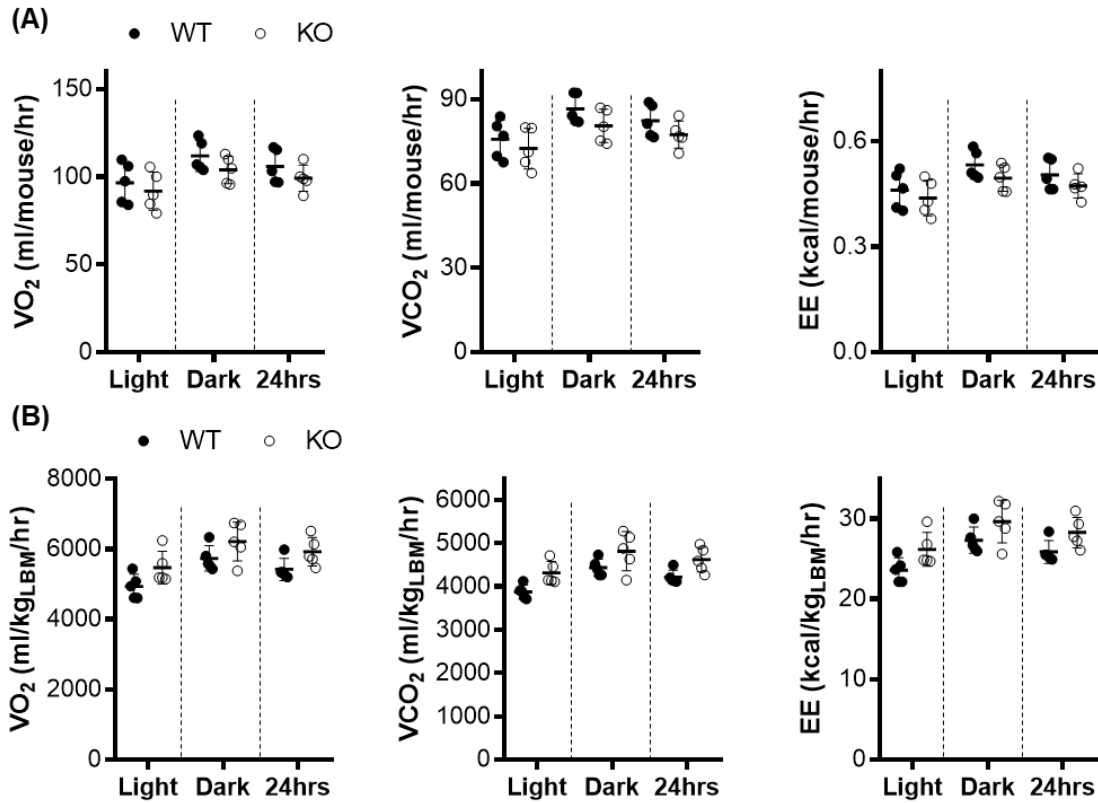 (A)
● WT ○ KO
VO₂ (ml/mouse/hr)
150
100
50
0
Light Dark 24hrs
VCO₂ (ml/mouse/hr)
90
60
30
0
Light Dark 24hrs
EE (kcal/mouse/hr)
0.6
0.3
0.0
Light Dark 24hrs
(B)
● WT ○ KO
VO₂ (ml/kgLBM/hr)
8000
6000
4000
2000
0
Light Dark 24hrs
VCO₂ (ml/kgLBM/hr)
6000
5000
4000
3000
2000
1000
0
Light Dark 24hrs
EE (kcal/kgLBM/hr)
30
20
10
0
Light Dark 24hrs